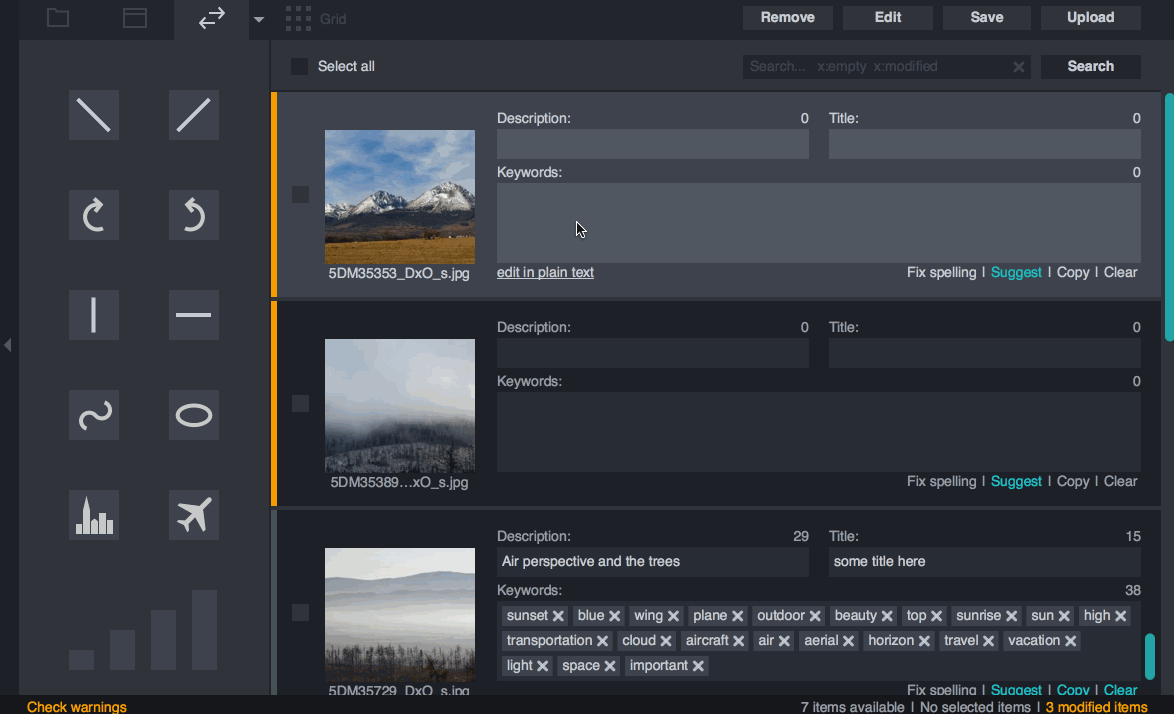 Grid
Remove Edit Save Upload
Select all
Search... x:empty x:modified
Search
Description: 0 Title: 0
Keywords: 0
5DM35353_DxO_s.jpg
edit in plain text
Fix spelling | Suggest | Copy | Clear
Description: 0 Title: 0
Keywords: 0
5DM35389...xO_s.jpg
Fix spelling | Suggest | Copy | Clear
Description: 29 Title: 15
Air perspective and the trees some title here
Keywords: 38
sunset blue wing plane outdoor beauty top sunrise sun high
transportation cloud aircraft air aerial horizon travel vacation
light space important
5DM35729_DxO_s.jpg
Fix spelling | Suggest | Copy | Clear
Check warnings 7 items available | No selected items | 3 modified items